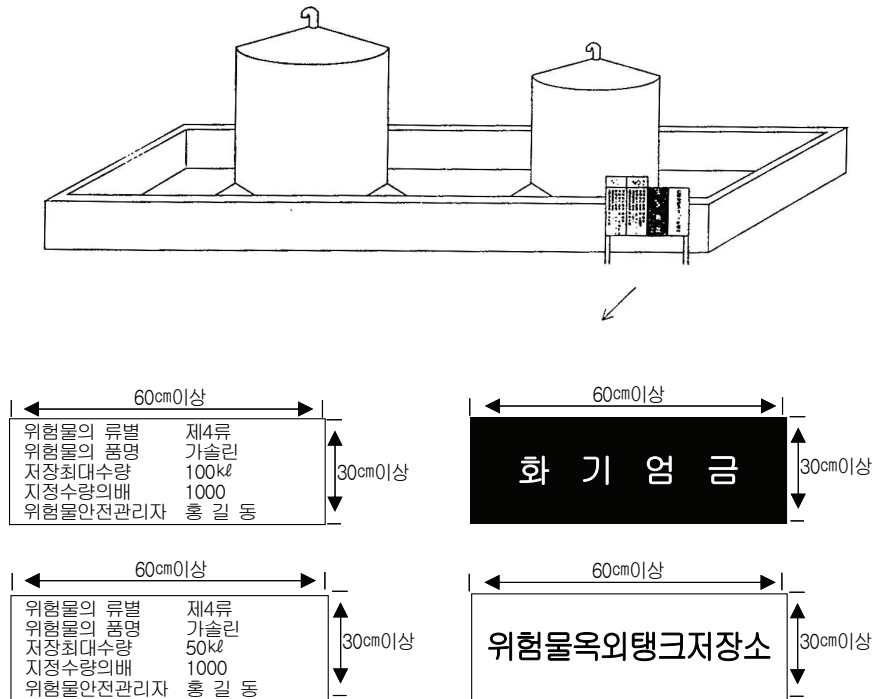 60㎝이상
위험물의 류별 제4류
위험물의 품명 가솔린
저장최대수량 100㎘
지정수량의배 1000
위험물안전관리자 홍 길 동
30㎝이상
60㎝이상
화 기 엄 금
30㎝이상
60㎝이상
위험물의 류별 제4류
위험물의 품명 가솔린
저장최대수량 50㎘
지정수량의배 1000
위험물안전관리자 홍 길 동
30㎝이상
60㎝이상
위험물옥외탱크저장소
30㎝이상